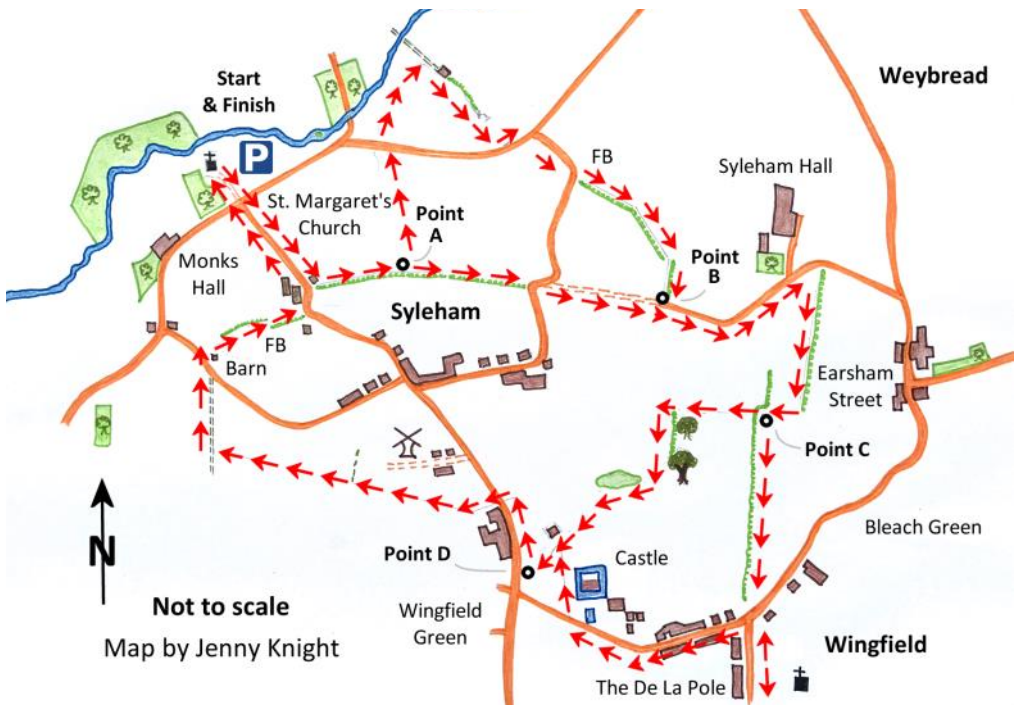 Weybread
Start
& Finish
P
FB
Syleham Hall
St. Margaret's
Church
Point
A
Point
B
Monks
Hall
Syleham
FB
Barn
Earsham
Street
Point C
N
Bleach Green
Point D
Castle
Not to scale
Wingfield
Green
Map by Jenny Knight
Wingfield
The De La Pole